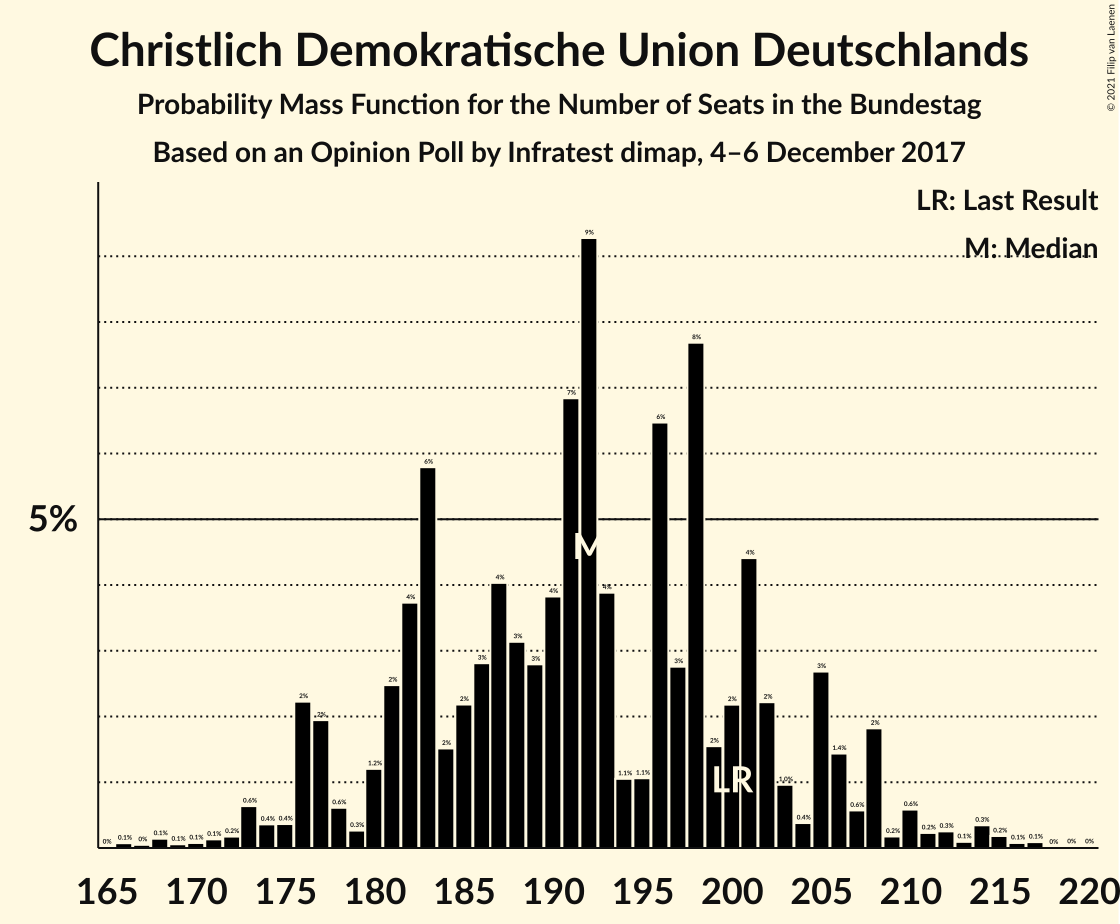 Christlich Demokratische Union Deutschlands
Probability Mass Function for the Number of Seats in the Bundestag
Based on an Opinion Poll by Infratest dimap, 4–6 December 2017
© 2021 Filip van Laenen
LR: Last Result
M: Median
5%
0% 0.1% 0% 0.1% 0.1% 0.1% 0.1% 0.2% 0.6% 0.4% 0.4% 2% 2% 0.6% 0.3% 1.2% 2% 4% 6% 2% 2% 3% 4% 3% 3% 4% 7% 9% 4% 1.1% 1.1% 6% 3% 8% 2% 2% 4% 2% 1.0% 0.4% 3% 1.4% 0.6% 2% 0.2% 0.6% 0.2% 0.3% 0.1% 0.3% 0.2% 0.1% 0.1% 0% 0% 0%
M
LR
165 170 175 180 185 190 195 200 205 210 215 220